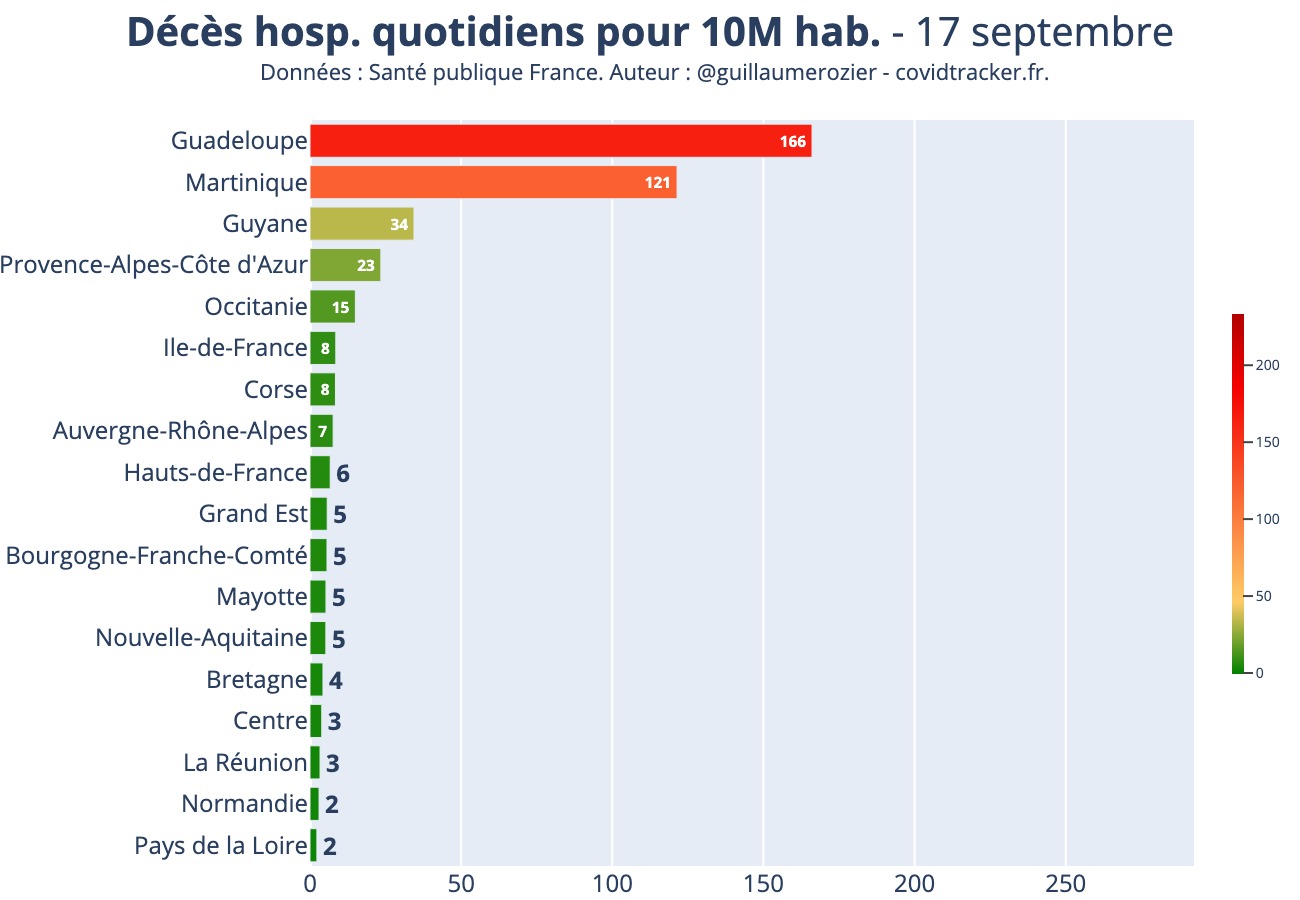 Décès hosp. quotidiens pour 10M hab. - 17 septembre
Données : Santé publique France. Auteur : @guillaumerozier - covidtracker.fr.
Guadeloupe 166
Martinique 121
Guyane 34
Provence-Alpes-Côte d'Azur 23
Occitanie 15
Ile-de-France 8
Corse 8
Auvergne-Rhône-Alpes 7
Hauts-de-France 6
Grand Est 5
Bourgogne-Franche-Comté 5
Mayotte 5
Nouvelle-Aquitaine 5
Bretagne 4
Centre 3
La Réunion 3
Normandie 2
Pays de la Loire 2
0 50 100 150 200 250
200
150
100
50
0